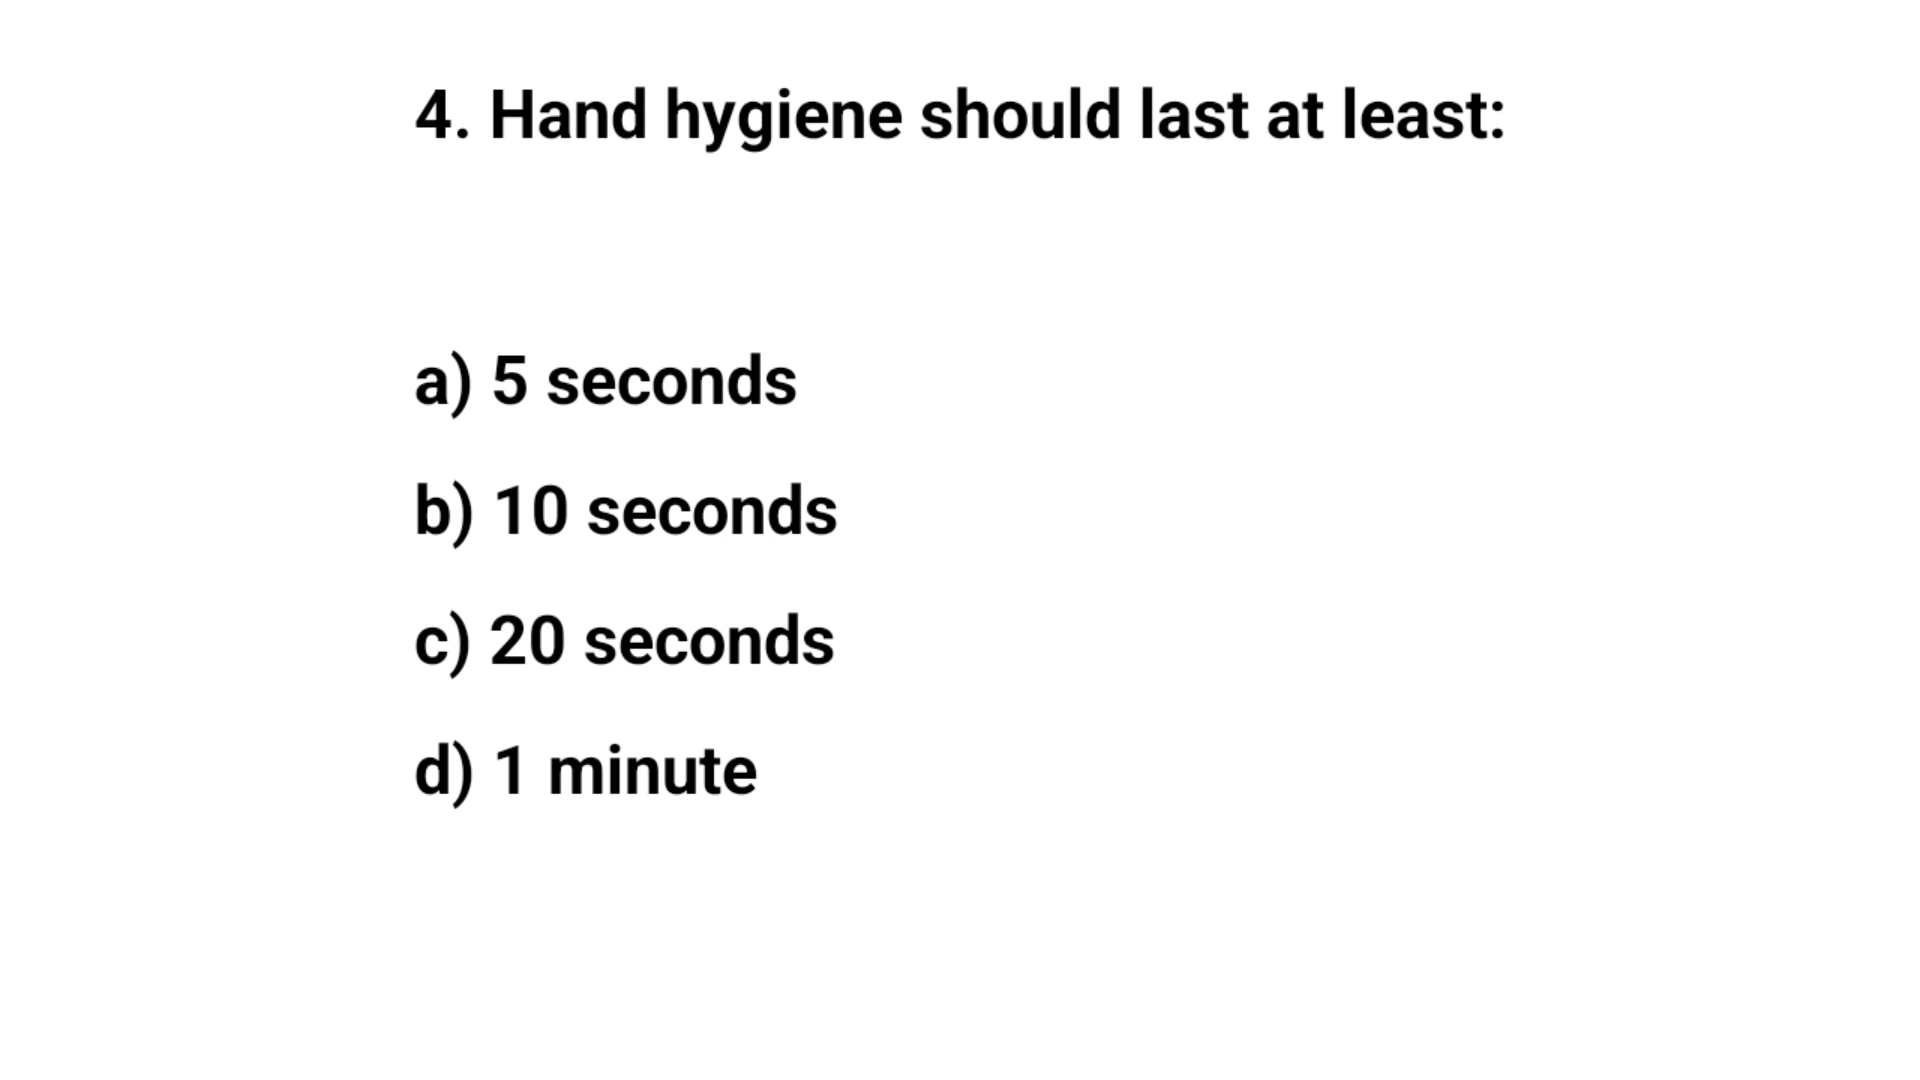 4. Hand hygiene should last at least:
a) 5 seconds
b) 10 seconds
c) 20 seconds
d) 1 minute